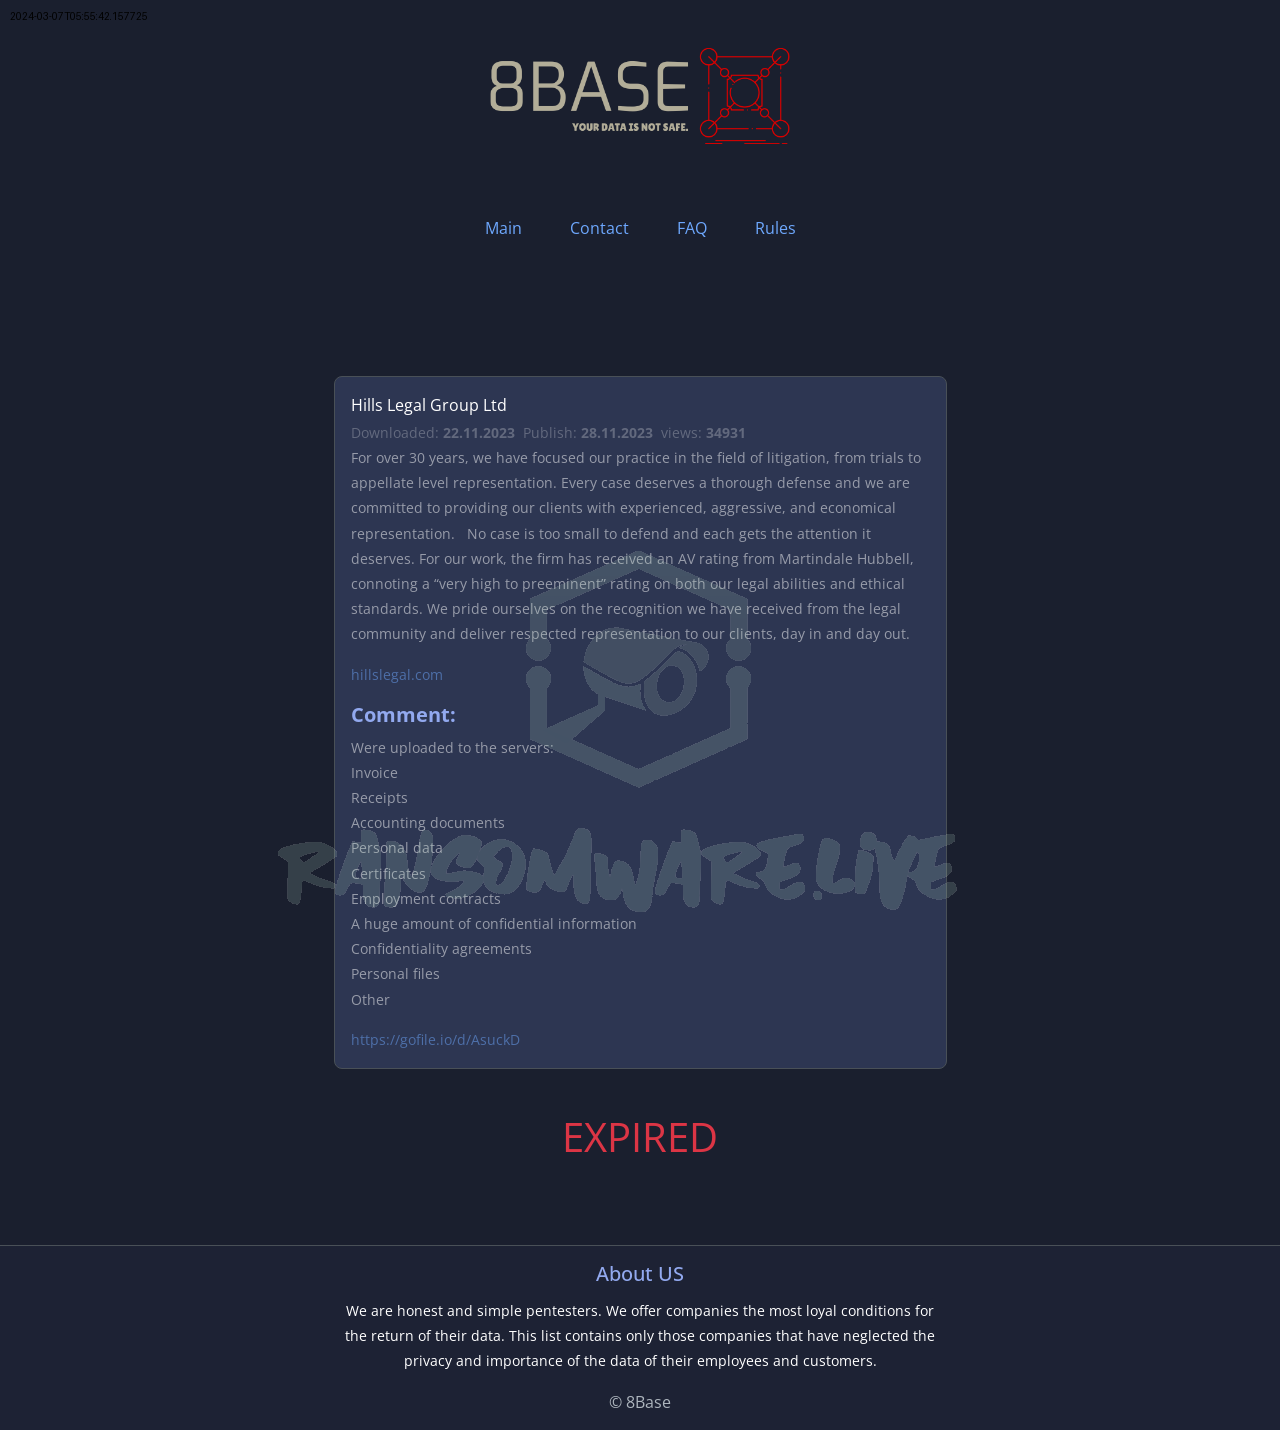 2024-03-07T05:55:42.157725
8BASE
YOUR DATA IS NOT SAFE.
Main Contact FAQ Rules
Hills Legal Group Ltd
Downloaded: 22.11.2023 Publish: 28.11.2023 views: 34931
For over 30 years, we have focused our practice in the field of litigation, from trials to
appellate level representation. Every case deserves a thorough defense and we are
committed to providing our clients with experienced, aggressive, and economical
representation. No case is too small to defend and each gets the attention it
deserves. For our work, the firm has received an AV rating from Martindale Hubbell,
connoting a “very high to preeminent” rating on both our legal abilities and ethical
standards. We pride ourselves on the recognition we have received from the legal
community and deliver respected representation to our clients, day in and day out.
hillslegal.com
Comment:
Were uploaded to the servers:
Invoice
Receipts
Accounting documents
Personal data
RANSOMWARE.LIVE
Certificates
Employment contracts
A huge amount of confidential information
Confidentiality agreements
Personal files
Other
https://gofile.io/d/AsuckD
EXPIRED
About US
We are honest and simple pentesters. We offer companies the most loyal conditions for
the return of their data. This list contains only those companies that have neglected the
privacy and importance of the data of their employees and customers.
© 8Base